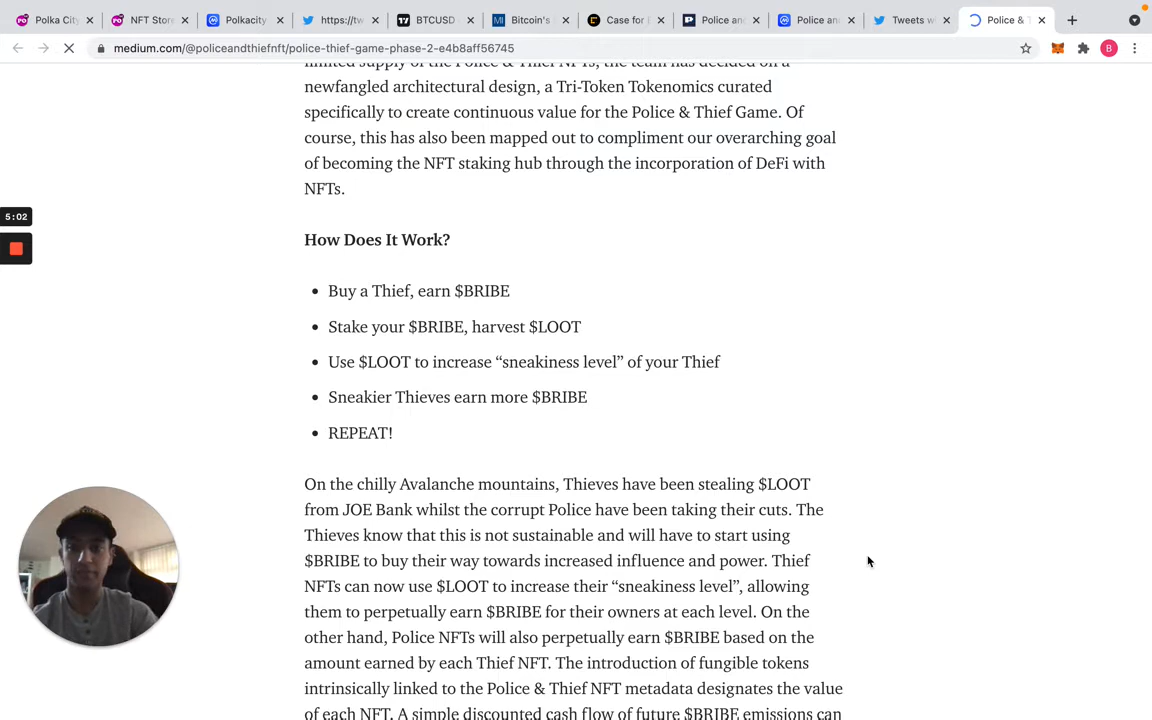 Polka City
NFT Store
Polkacity
https://tw
BTCUSD
Bitcoin's
Case for
Police an
Police an
Tweets w
Police & T
medium.com/@policeandthiefnft/police-thief-game-phase-2-e4b8aff56745
B
limited supply of the Police & Thief NFTs, the team has decided on a
newfangled architectural design, a Tri-Token Tokenomics curated
specifically to create continuous value for the Police & Thief Game. Of
course, this has also been mapped out to compliment our overarching goal
of becoming the NFT staking hub through the incorporation of DeFi with
NFTs.
5:02
How Does It Work?
• Buy a Thief, earn $BRIBE
• Stake your $BRIBE, harvest $LOOT
• Use $LOOT to increase “sneakiness level” of your Thief
• Sneakier Thieves earn more $BRIBE
• REPEAT!
On the chilly Avalanche mountains, Thieves have been stealing $LOOT
from JOE Bank whilst the corrupt Police have been taking their cuts. The
Thieves know that this is not sustainable and will have to start using
$BRIBE to buy their way towards increased influence and power. Thief
NFTs can now use $LOOT to increase their “sneakiness level”, allowing
them to perpetually earn $BRIBE for their owners at each level. On the
other hand, Police NFTs will also perpetually earn $BRIBE based on the
amount earned by each Thief NFT. The introduction of fungible tokens
intrinsically linked to the Police & Thief NFT metadata designates the value
of each NFT. A simple discounted cash flow of future $BRIBE emissions can